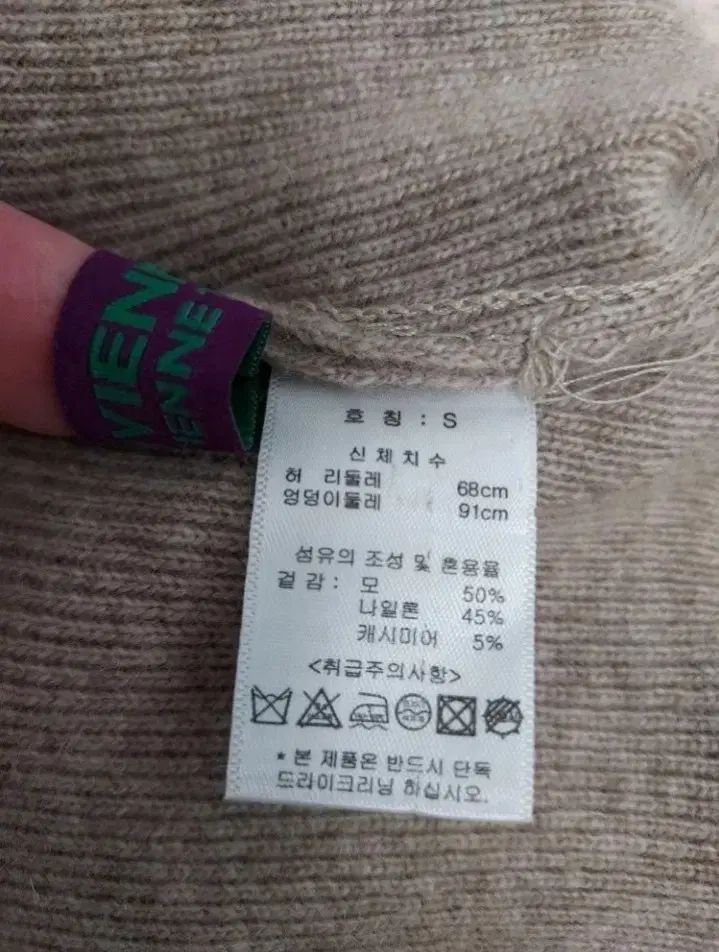 VIENN
ENNE
호 칭 : S
신체치수
허 리둘레 68cm
엉덩이둘레 91cm
섬유의 조성 및 혼용율
겉 감 : 모 50%
나일론 45%
캐시미어 5%
<취급주의사항>
* 본 제품은 반드시 단독
드라이크리닝 하십시오.